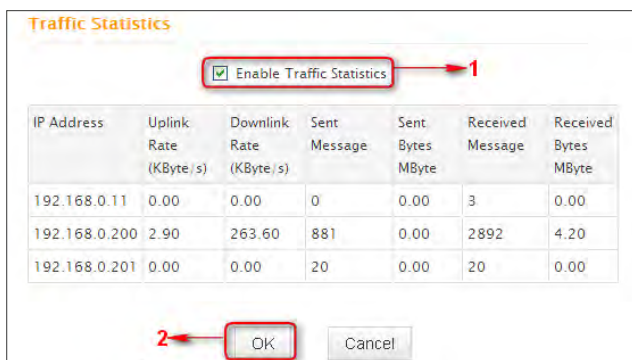 Traffic Statistics
Enable Traffic Statistics 1
IP Address Uplink Rate (KByte/s) Downlink Rate (KByte/s) Sent Message Sent Bytes MByte Received Message Received Bytes MByte
192.168.0.11 0.00 0.00 0 0.00 3 0.00
192.168.0.200 2.90 263.60 881 0.00 2892 4.20
192.168.0.201 0.00 0.00 20 0.00 20 0.00
2 OK Cancel